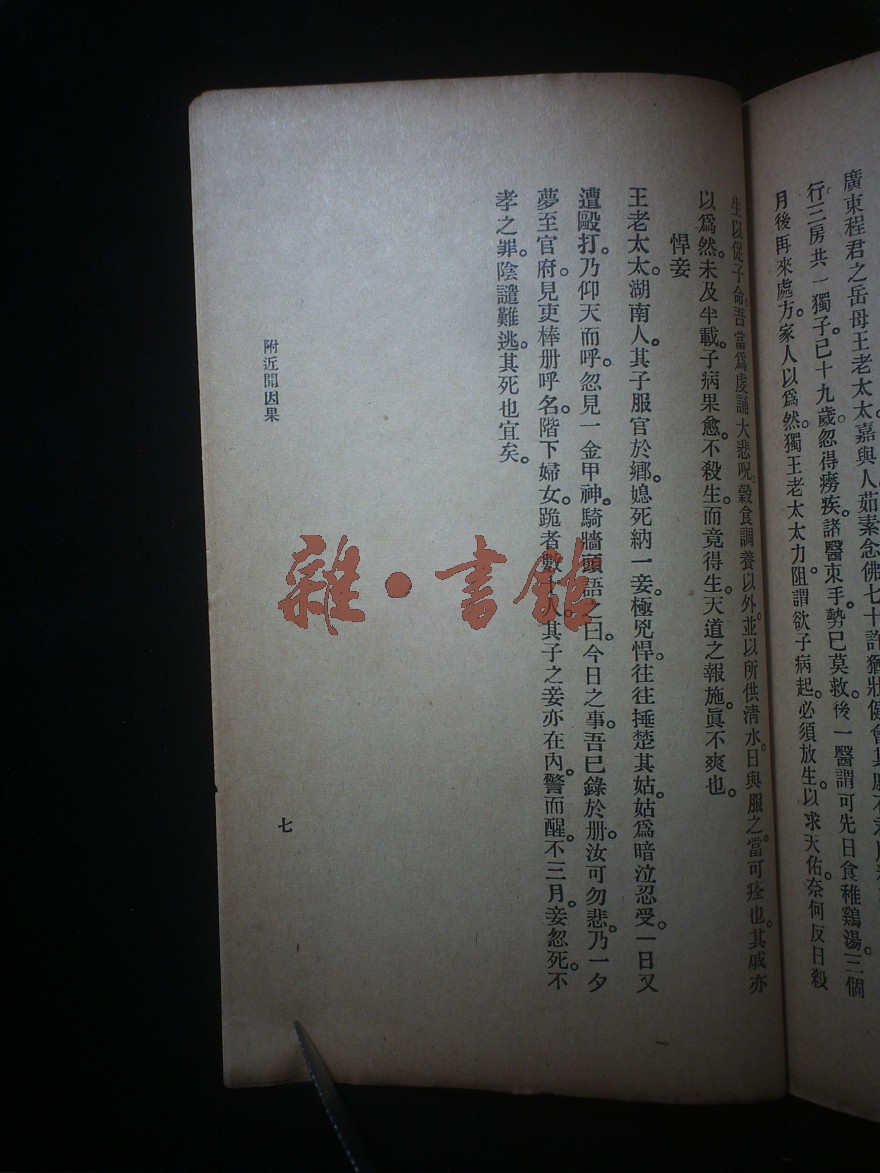 廣東程君之岳母王老太太嘉與人茹素念佛七十許猶壯健會其戚
行三房共一獨子已十九歲。忽得癆疾諸醫束手。勢已莫救。後一醫謂可先日食稚鷄湯三個
月後再來處方。家人以爲然。獨王老太太力阻。謂欲子病起。必須放生。以求天佑。奈何反日殺
生以促子命。吾當爲虔誦大悲呪。穀食調養以外。並以所供清水日與服之。當可痊也。其戚亦
以爲然。未及半載。子病果愈。不殺生。而竟得生。天道之報施。眞不爽也。
悍妾
王老太太。湖南人。其子服官於鄕。媳死納一妾。極兇悍。往往捶楚其姑。姑爲暗泣忍受。一日又
遭毆打。乃仰天而呼。忽見一金甲神。騎牆頭語之曰。今日之事。吾已錄於册。汝可勿悲。乃一夕
夢至官府。見吏棒册呼名。階下婦女。跪者數十人。其子之妾亦在內。警而醒。不三月。妾忽死。不
孝之罪。陰譴難逃。其死也宜矣。
附近聞因果
七
雜·書館